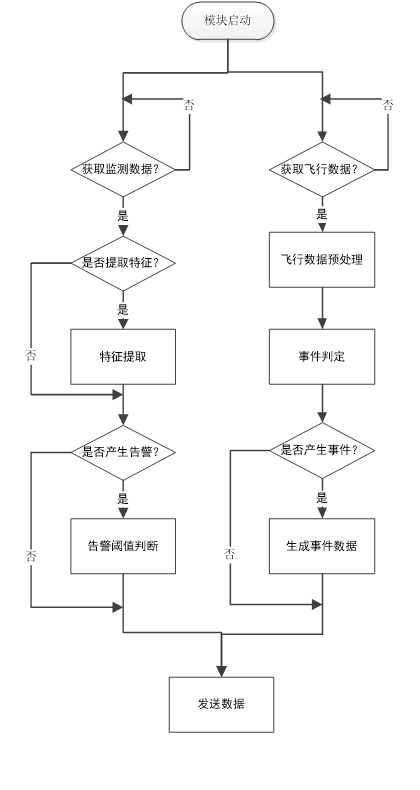 模块启动
否
否
获取监测数据?
获取飞行数据?
是
是
是否提取特征?
飞行数据预处理
是
否
特征提取
事件判定
是否产生告警?
是否产生事件?
是
是
告警阈值判断
生成事件数据
否
否
发送数据